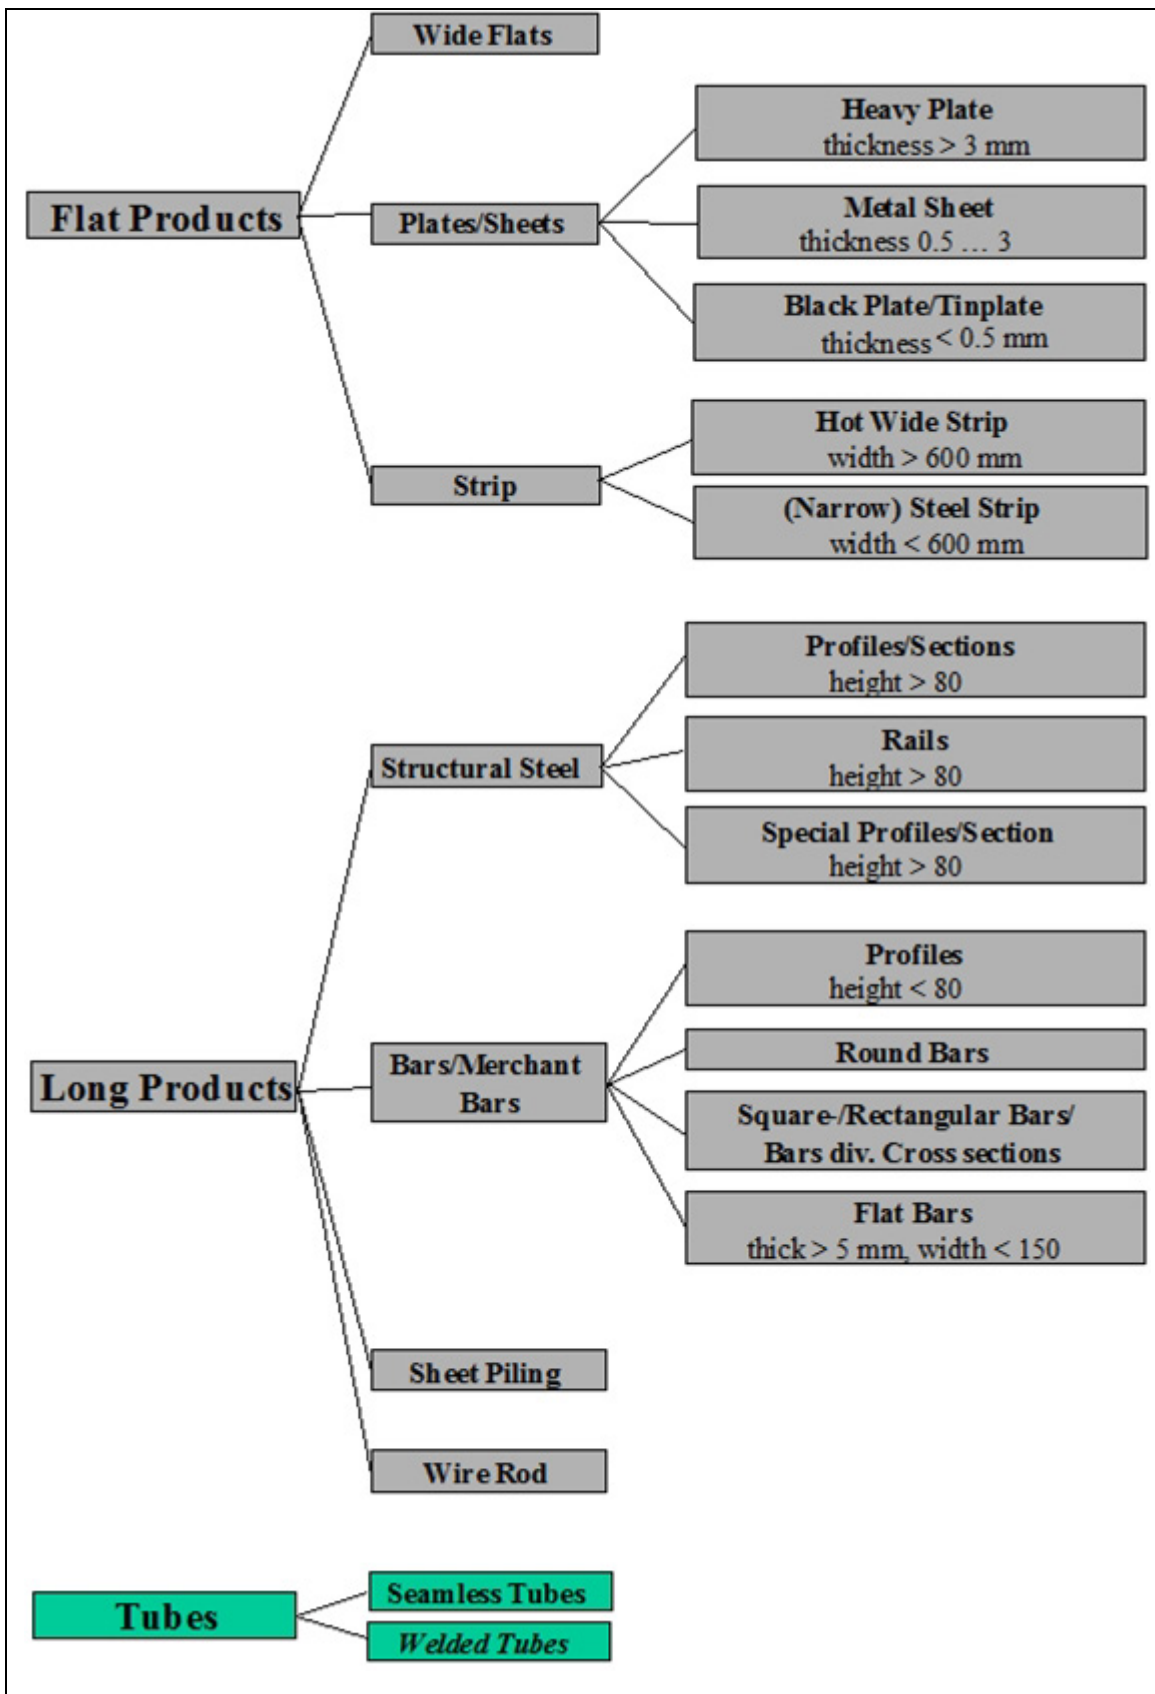 Wide Flats
Heavy Plate
thickness > 3 mm
Flat Products
Plates/Sheets
Metal Sheet
thickness 0.5 … 3
Black Plate/Tinplate
thickness < 0.5 mm
Strip
Hot Wide Strip
width > 600 mm
(Narrow) Steel Strip
width < 600 mm
Structural Steel
Profiles/Sections
height > 80
Rails
height > 80
Special Profiles/Section
height > 80
Long Products
Bars/Merchant
Bars
Profiles
height < 80
Round Bars
Square-/Rectangular Bars/
Bars div. Cross sections
Flat Bars
thick > 5 mm, width < 150
Sheet Piling
Wire Rod
Tubes
Seamless Tubes
Welded Tubes